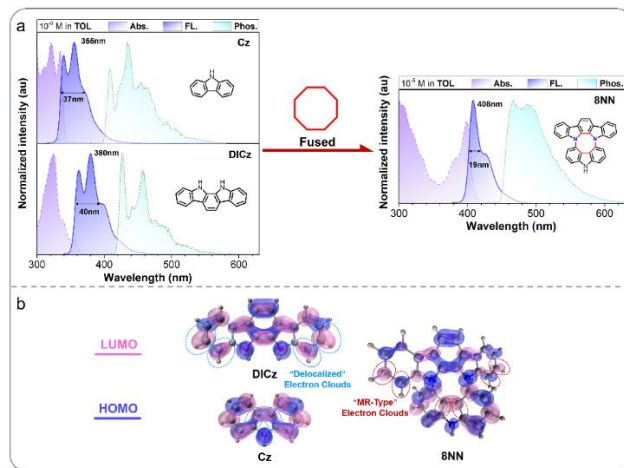 a
10⁻⁵ M in TOL Abs. FL. Phos.
Cz
356nm
37nm
H
N
DICz
380nm
40nm
H
N
H
N
Normalized intensity (au)
300 400 500 600
Wavelength (nm)
Fused
10⁻⁵ M in TOL Abs. FL. Phos.
8NN
408nm
19nm
N
N
N
H
Normalized intensity (au)
300 400 500 600
Wavelength (nm)
b
LUMO
HOMO
DICz
"Delocalized"
Electron Clouds
Cz
"MR-Type"
Electron Clouds
8NN